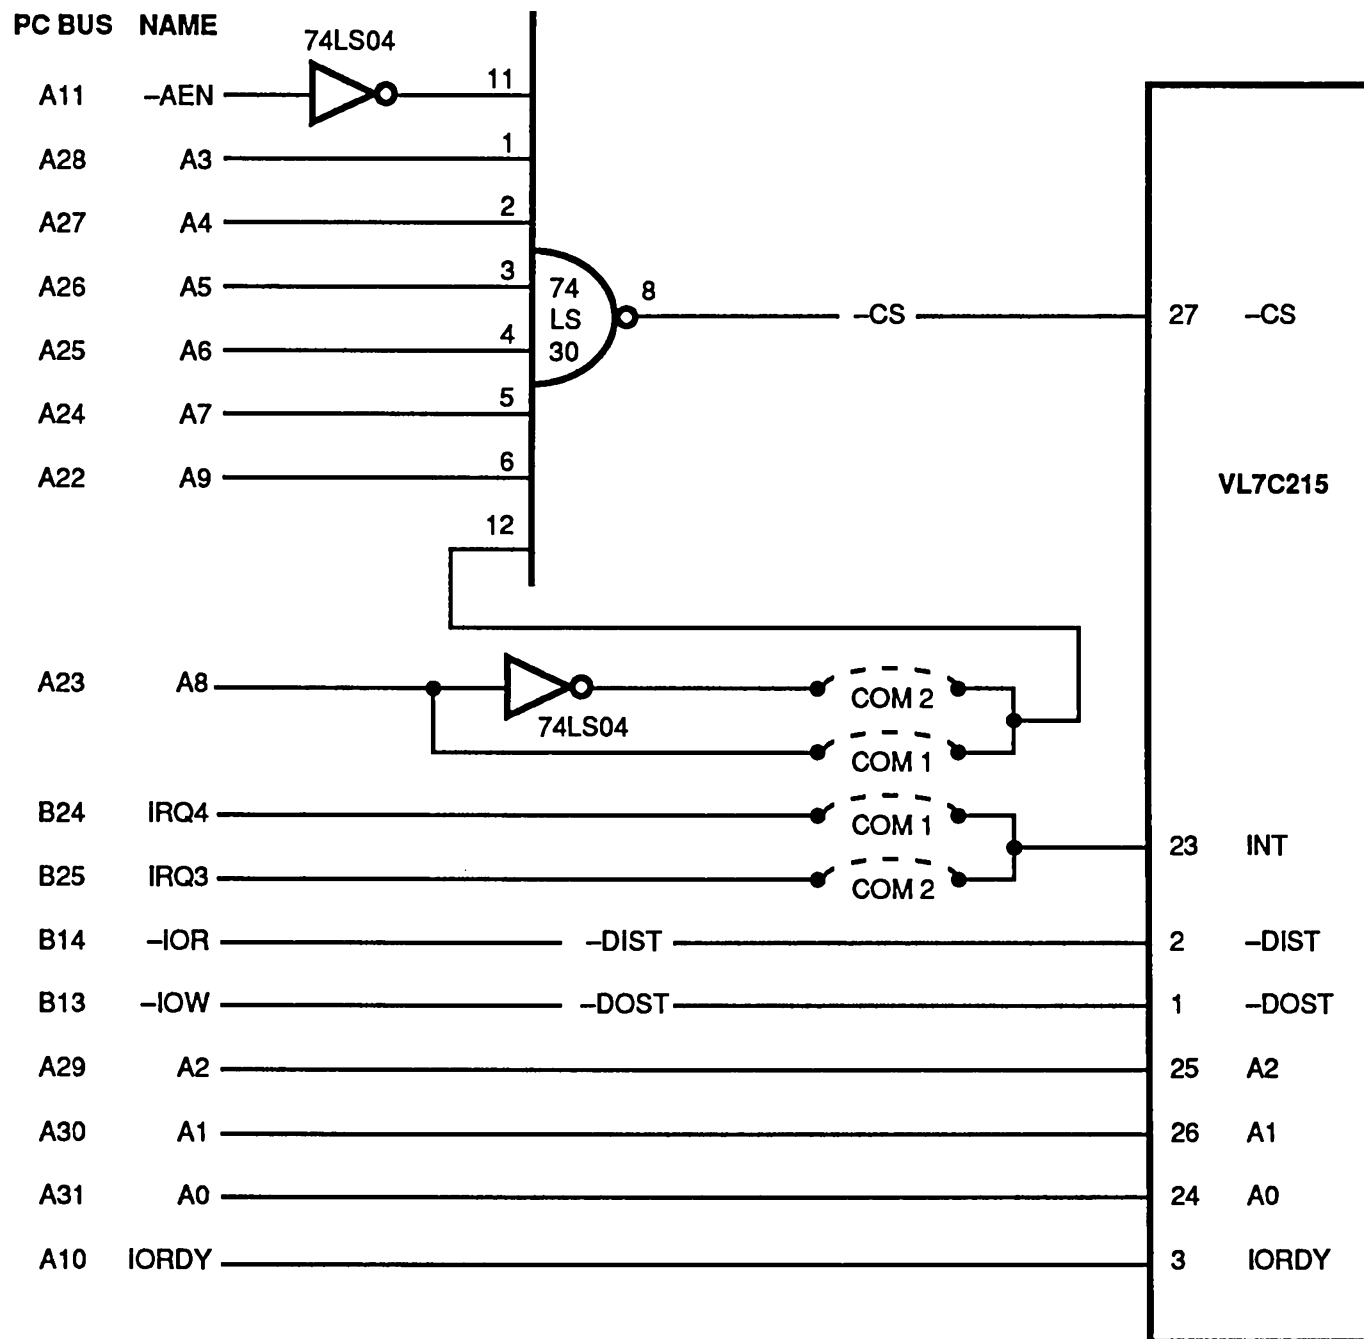 PC BUS NAME
74LS04
A11 –AEN 11
A28 A3 1
A27 A4 2
A26 A5 3
74
LS
30
8
–CS
27 –CS
A25 A6 4
A24 A7 5
A22 A9 6
VL7C215
12
A23 A8
COM 2
74LS04
COM 1
B24 IRQ4
COM 1
23 INT
B25 IRQ3
COM 2
B14 –IOR –DIST 2 –DIST
B13 –IOW –DOST 1 –DOST
A29 A2 25 A2
A30 A1 26 A1
A31 A0 24 A0
A10 IORDY 3 IORDY